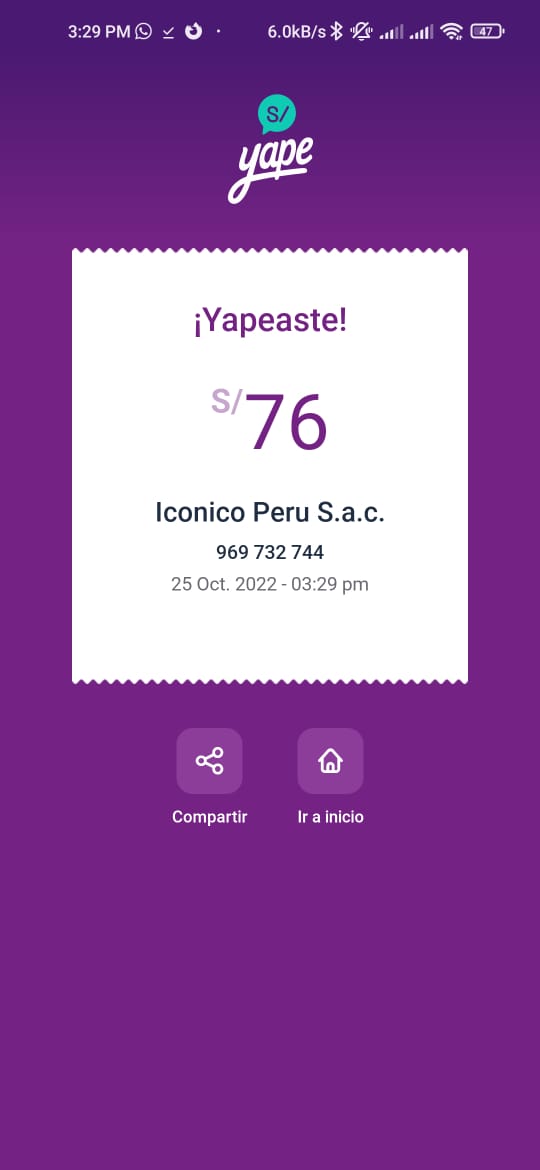 3:29 PM
6.0kB/s
47
S/
yape
¡Yapeaste!
S/76
Iconico Peru S.a.c.
969 732 744
25 Oct. 2022 - 03:29 pm
Compartir
Ir a inicio